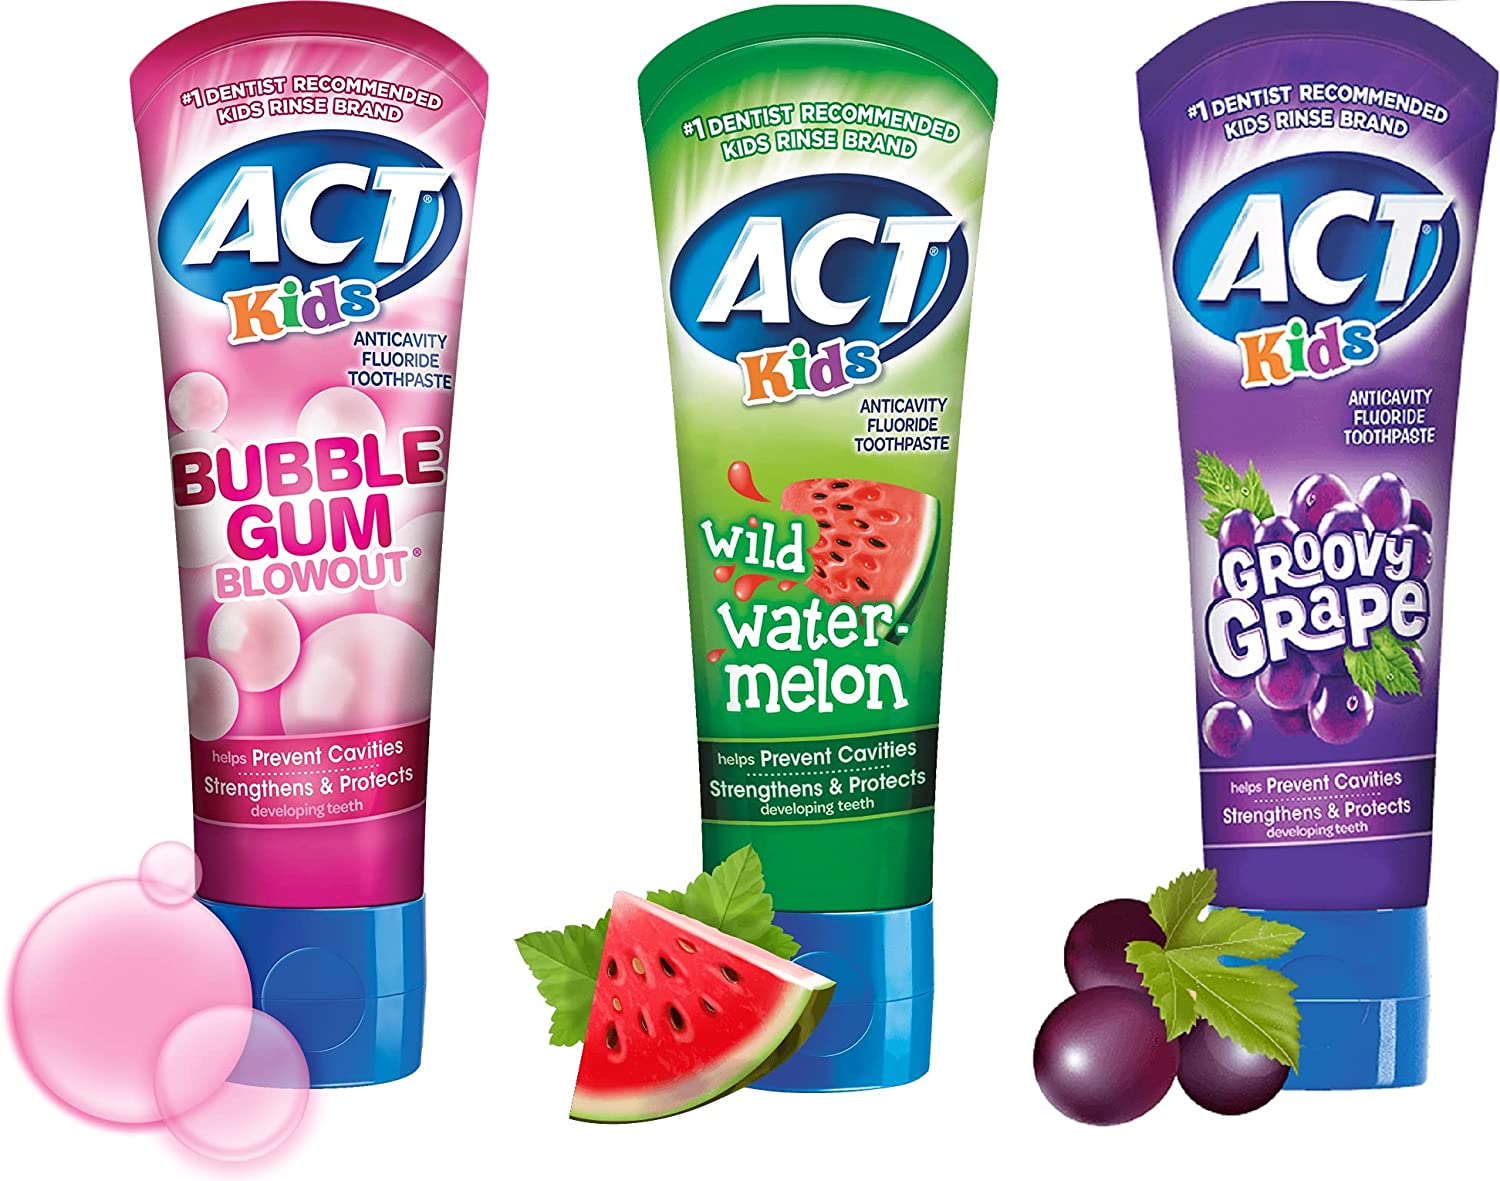 #1 DENTIST RECOMMENDED
KIDS RINSE BRAND
ACT®
Kids
ANTICAVITY
FLUORIDE
TOOTHPASTE
BUBBLE
GUM
BLOWOUT®
helps Prevent Cavities
Strengthens & Protects
developing teeth
#1 DENTIST RECOMMENDED
KIDS RINSE BRAND
ACT®
Kids
ANTICAVITY
FLUORIDE
TOOTHPASTE
wild
water-
melon
helps Prevent Cavities
Strengthens & Protects
developing teeth
#1 DENTIST RECOMMENDED
KIDS RINSE BRAND
ACT®
Kids
ANTICAVITY
FLUORIDE
TOOTHPASTE
GROOVY
GRAPE
helps Prevent Cavities
Strengthens & Protects
developing teeth